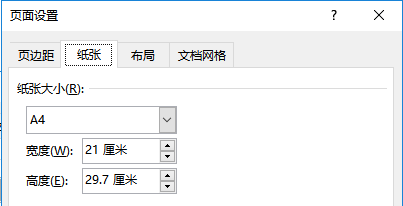 页面设置 ? ×
页边距 纸张 布局 文档网格
纸张大小(R):
A4
宽度(W): 21 厘米
高度(E): 29.7 厘米